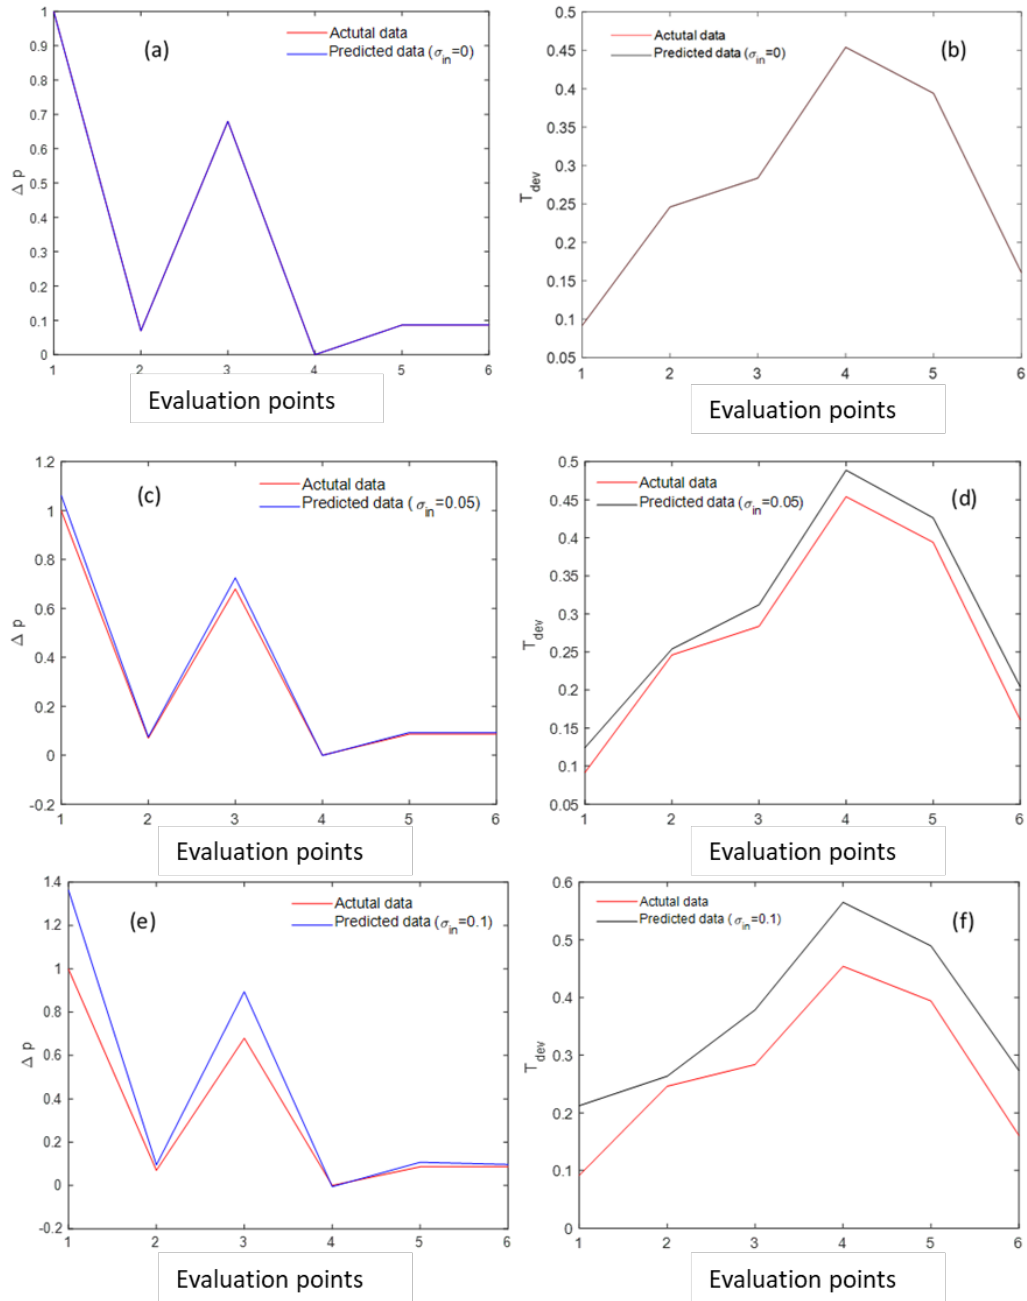 (a)
Actutal data
Predicted data (σin=0)
1
0.9
0.8
0.7
0.6
0.5
0.4
0.3
0.2
0.1
0
Δ p
1 2 3 4 5 6
Evaluation points
(b)
Actutal data
Predicted data (σin=0)
0.5
0.45
0.4
0.35
0.3
0.25
0.2
0.15
0.1
0.05
Tdev
1 2 3 4 5 6
Evaluation points
(c)
Actutal data
Predicted data ( σin=0.05)
1.2
1
0.8
0.6
0.4
0.2
0
-0.2
Δ p
1 2 3 4 5 6
Evaluation points
(d)
Actutal data
Predicted data (σin=0.05)
0.5
0.45
0.4
0.35
0.3
0.25
0.2
0.15
0.1
0.05
Tdev
1 2 3 4 5 6
Evaluation points
(e)
Actutal data
Predicted data (σin=0.1)
1.4
1.2
1
0.8
0.6
0.4
0.2
0
-0.2
Δ p
1 2 3 4 5 6
Evaluation points
(f)
Actutal data
Predicted data (σin=0.1)
0.6
0.5
0.4
0.3
0.2
0.1
0
Tdev
1 2 3 4 5 6
Evaluation points